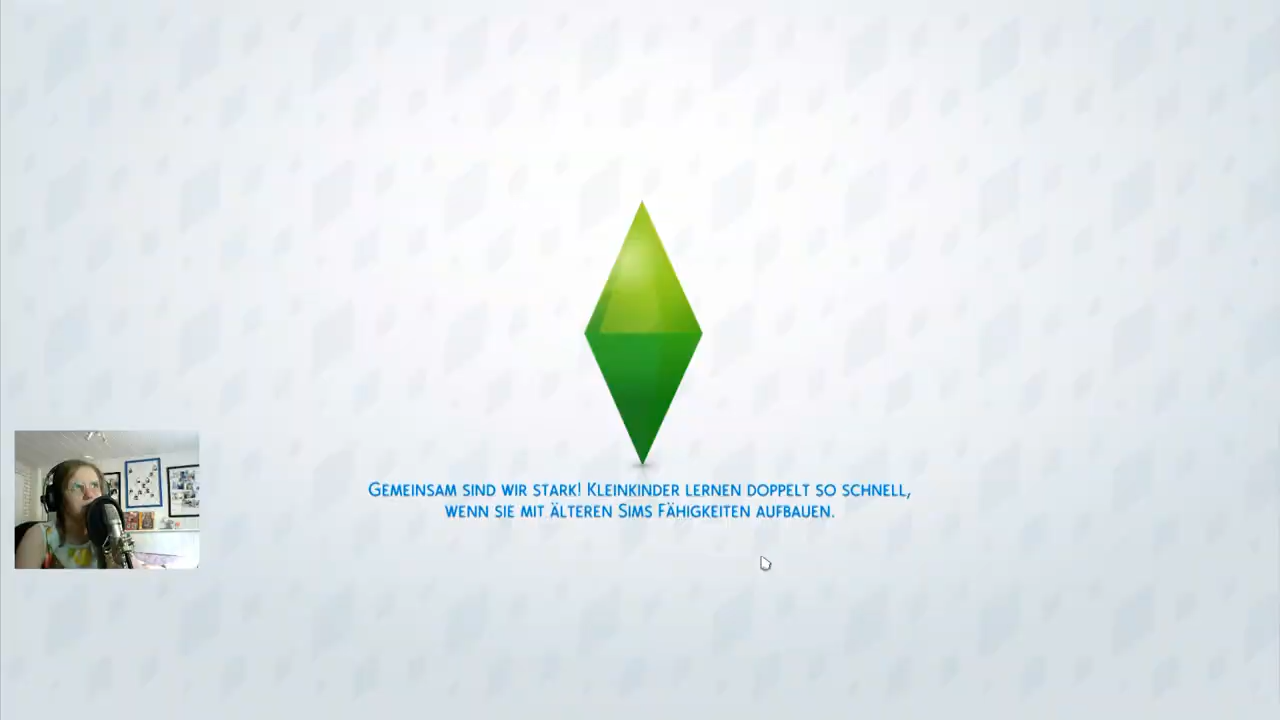 Gemeinsam sind wir stark! Kleinkinder lernen doppelt so schnell,
wenn sie mit älteren Sims Fähigkeiten aufbauen.